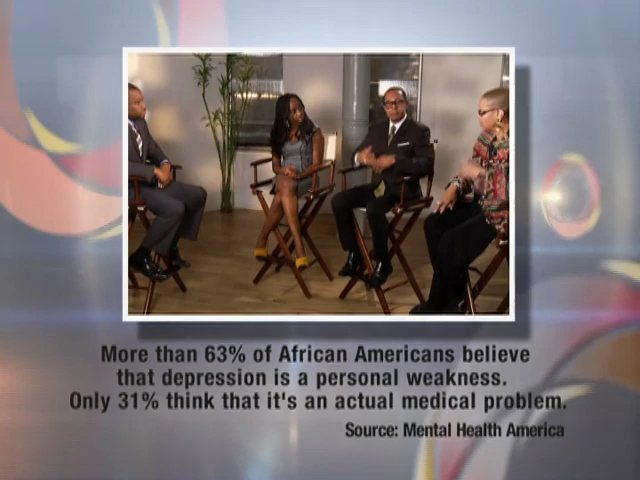 More than 63% of African Americans believe
that depression is a personal weakness.
Only 31% think that it's an actual medical problem.
Source: Mental Health America